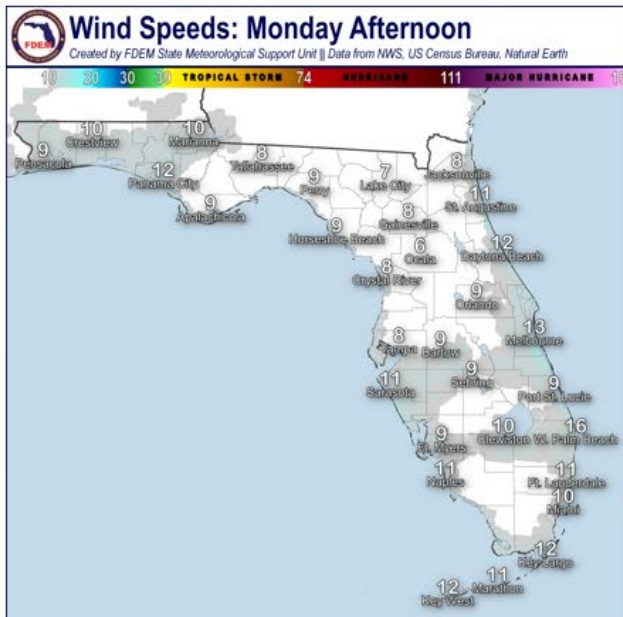 Wind Speeds: Monday Afternoon
Created by FDEM State Meteorological Support Unit || Data from NWS, US Census Bureau, Natural Earth
FDEM
10 20 30 39 TROPICAL STORM 74 HURRICANE 111 MAJOR HURRICANE
10
Crestview
10
Marianna
9
Pensacola
12
Panama City
8
Tallahassee
9
Perry
7
Lake City
8
Jacksonville
9
Apalachicola
8
Gainesville
11
St. Augustine
9
Horseshoe Beach
6
Ocala
12
Daytona Beach
8
Crystal River
9
Orlando
8
Tampa
9
Bartow
13
Melbourne
11
Sarasota
9
Sebring
9
Port St. Lucie
9
Ft. Myers
10
Clewiston
16
W. Palm Beach
11
Naples
11
Ft. Lauderdale
10
Miami
12
Key Largo
11
Marathon
12
Key West